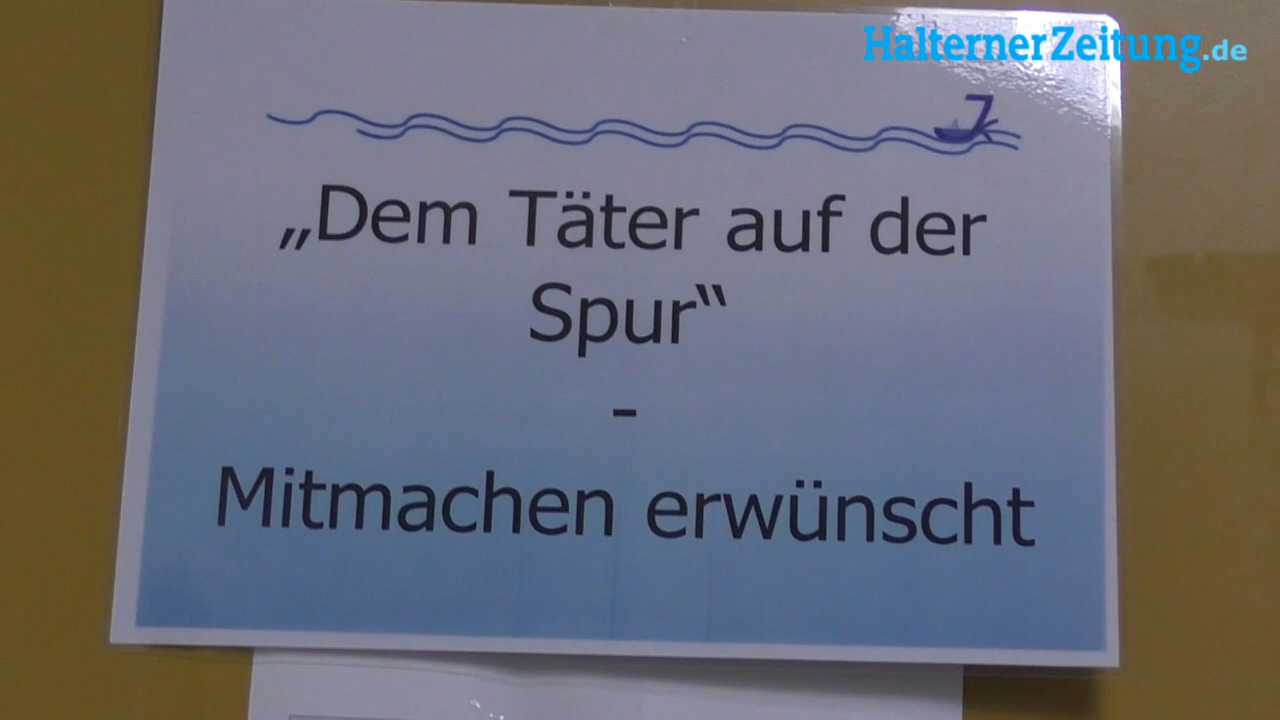 HalternerZeitung.de
„Dem Täter auf der
Spur“
-
Mitmachen erwünscht